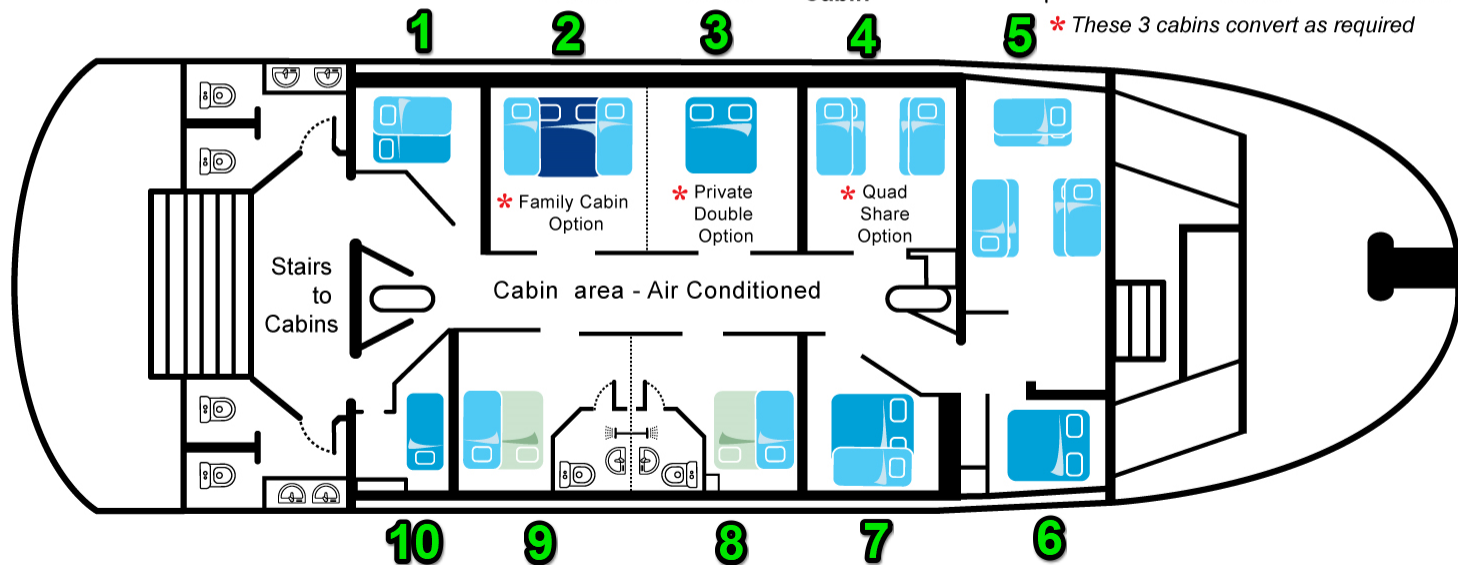 * These 3 cabins convert as required
1
2
3
4
5
* Family Cabin
Option
* Private
Double
Option
* Quad
Share
Option
Stairs
to
Cabins
Cabin area - Air Conditioned
10
9
8
7
6